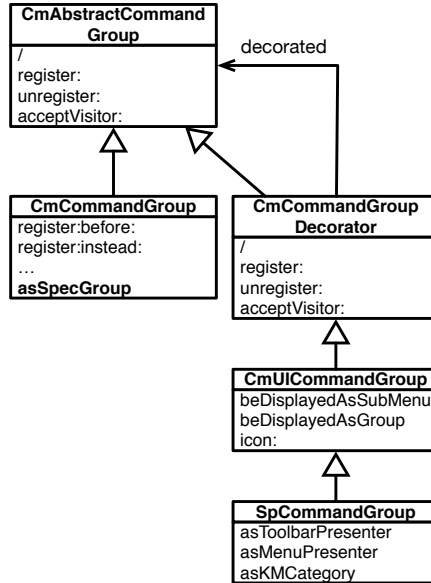 CmAbstractCommand
Group
/
register:
unregister:
acceptVisitor:
decorated
CmCommandGroup
register:before:
register:instead:
...
asSpecGroup
CmCommandGroup
Decorator
/
register:
unregister:
acceptVisitor:
CmUICommandGroup
beDisplayedAsSubMenu
beDisplayedAsGroup
icon:
SpCommandGroup
asToolbarPresenter
asMenuPresenter
asKMCategory